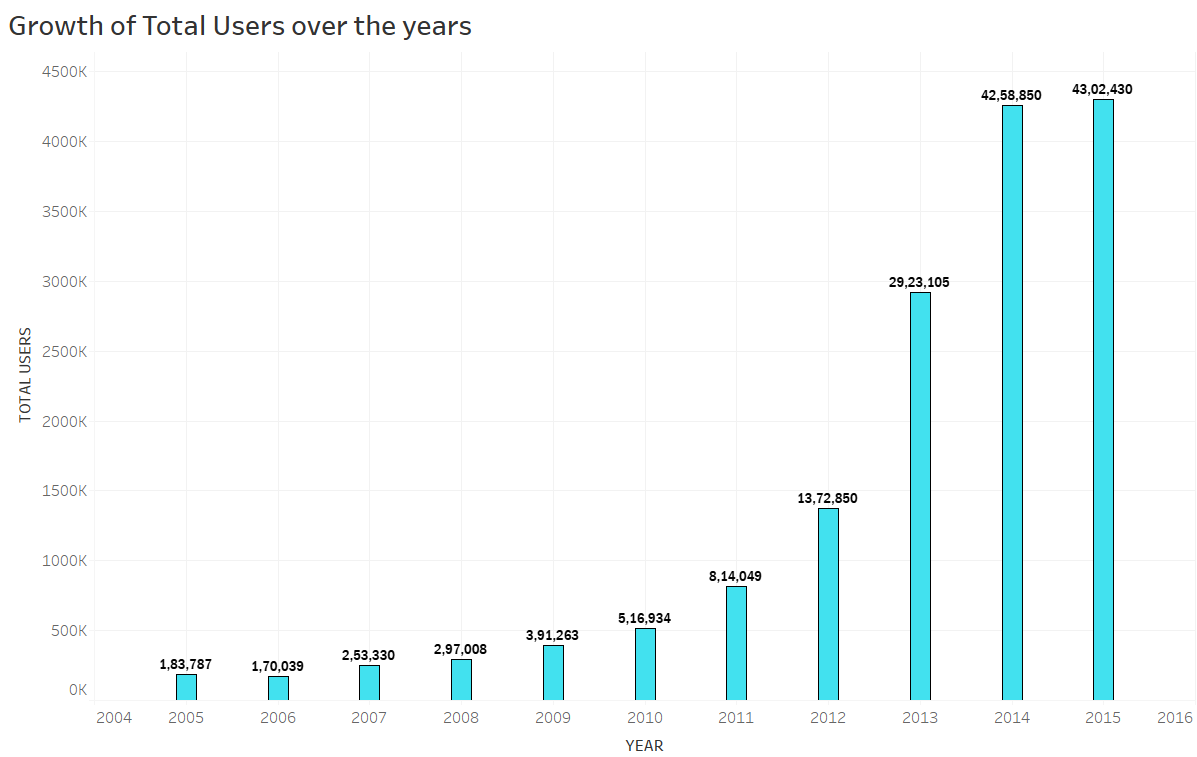 Growth of Total Users over the years
4500K
4000K
3500K
3000K
2500K
2000K
1500K
1000K
500K
0K
TOTAL USERS
1,83,787
1,70,039
2,53,330
2,97,008
3,91,263
5,16,934
8,14,049
13,72,850
29,23,105
42,58,850
43,02,430
2004 2005 2006 2007 2008 2009 2010 2011 2012 2013 2014 2015 2016
YEAR